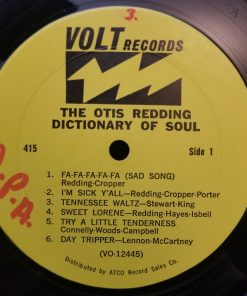 3.
VOLT RECORDS
THE OTIS REDDING
DICTIONARY OF SOUL
415 Side 1
1. FA-FA-FA-FA-FA (SAD SONG)
Redding-Cropper
2. I'M SICK Y'ALL—Redding-Cropper-Porter
3. TENNESSEE WALTZ—Stewart-King
4. SWEET LORENE—Redding-Hayes-Isbell
5. TRY A LITTLE TENDERNESS
Connelly-Woods-Campbell
6. DAY TRIPPER—Lennon-McCartney
(VO-12445)
Distributed by ATCO Record Sales Co.